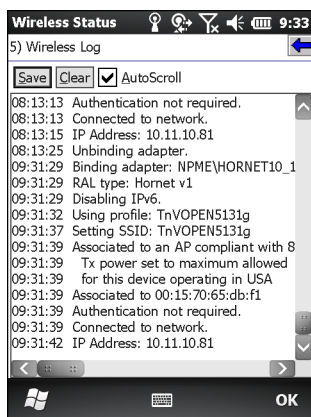 Wireless Status 9:33
5) Wireless Log
Save Clear AutoScroll
08:13:13 Authentication not required.
08:13:13 Connected to network.
08:13:15 IP Address: 10.11.10.81
08:13:25 Unbinding adapter.
09:31:29 Binding adapter: NPME\HORNET10_1
09:31:29 RAL type: Hornet v1
09:31:29 Disabling IPv6.
09:31:32 Using profile: TnVOPEN5131g
09:31:37 Setting SSID: TnVOPEN5131g
09:31:39 Associated to an AP compliant with 8
09:31:39 Tx power set to maximum allowed
09:31:39 for this device operating in USA
09:31:39 Associated to 00:15:70:65:db:f1
09:31:39 Authentication not required.
09:31:39 Connected to network.
09:31:42 IP Address: 10.11.10.81
OK